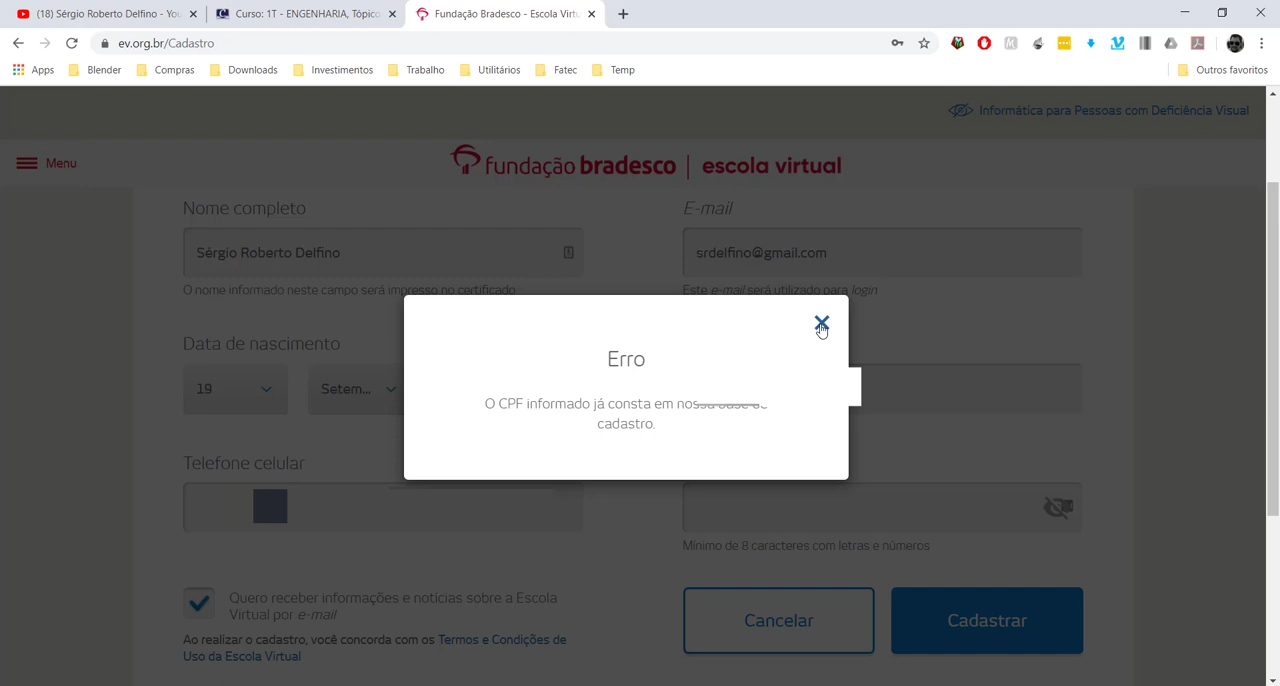 (18) Sérgio Roberto Delfino - You
Curso: 1T - ENGENHARIA, Tópico
Fundação Bradesco - Escola Virtu
ev.org.br/Cadastro
Apps
Blender
Compras
Downloads
Investimentos
Trabalho
Utilitários
Fatec
Temp
Outros favoritos
Informática para Pessoas com Deficiência Visual
Menu
fundação bradesco | escola virtual
Nome completo
E-mail
Sérgio Roberto Delfino
srdelfino@gmail.com
O nome informado neste campo será impresso no certificado
Este e-mail será utilizado para login
Erro
Data de nascimento
19
Setem...
O CPF informado já consta em nossa base de
cadastro.
Telefone celular
Mínimo de 8 caracteres com letras e números
Quero receber informações e notícias sobre a Escola
Virtual por e-mail
Cancelar
Cadastrar
Ao realizar o cadastro, você concorda com os Termos e Condições de
Uso da Escola Virtual